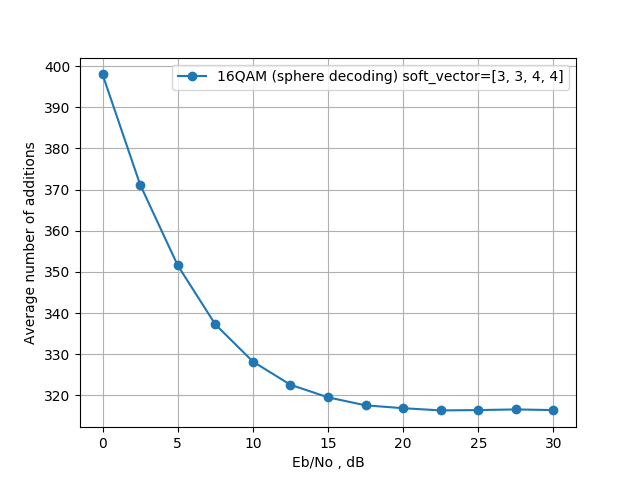 16QAM (sphere decoding) soft_vector=[3, 3, 4, 4]
400
390
380
370
360
350
340
330
320
Average number of additions
0 5 10 15 20 25 30
Eb/No , dB